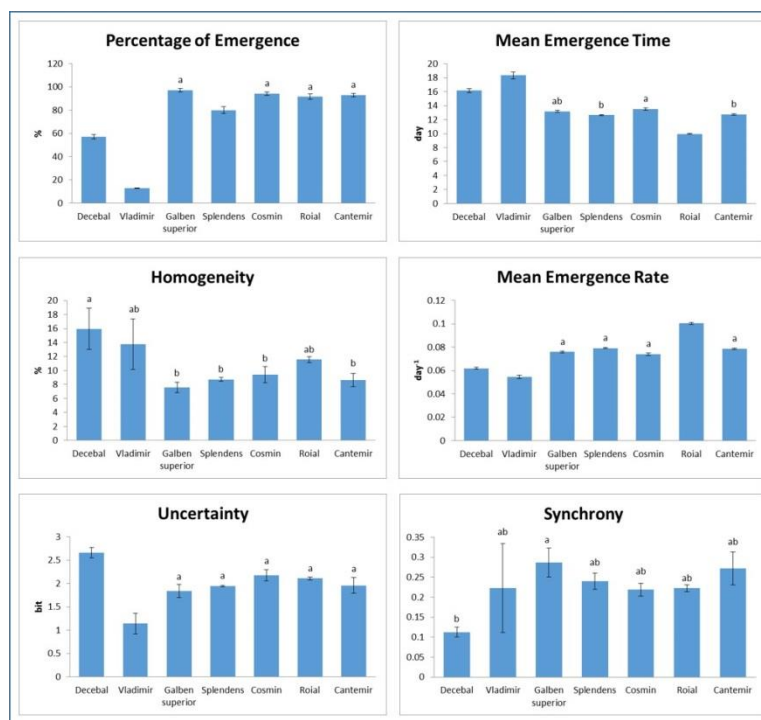 Percentage of Emergence
120
100
80
60
40
20
0
%
a
a
a
a
Decebal Vladimir Galben superior Splendens Cosmin Roial Cantemir
Mean Emergence Time
20
18
16
14
12
10
8
6
4
2
0
day
ab
b
a
b
Decebal Vladimir Galben superior Splendens Cosmin Roial Cantemir
Homogeneity
20
18
16
14
12
10
8
6
4
2
0
%
a
ab
b
b
b
ab
b
Decebal Vladimir Galben superior Splendens Cosmin Roial Cantemir
Mean Emergence Rate
0.12
0.1
0.08
0.06
0.04
0.02
0
day⁻¹
a
a
a
a
Decebal Vladimir Galben superior Splendens Cosmin Roial Cantemir
Uncertainty
3
2.5
2
1.5
1
0.5
0
bit
a
a
a
a
a
Decebal Vladimir Galben superior Splendens Cosmin Roial Cantemir
Synchrony
0.35
0.3
0.25
0.2
0.15
0.1
0.05
0
b
ab
a
ab
ab
ab
ab
Decebal Vladimir Galben superior Splendens Cosmin Roial Cantemir